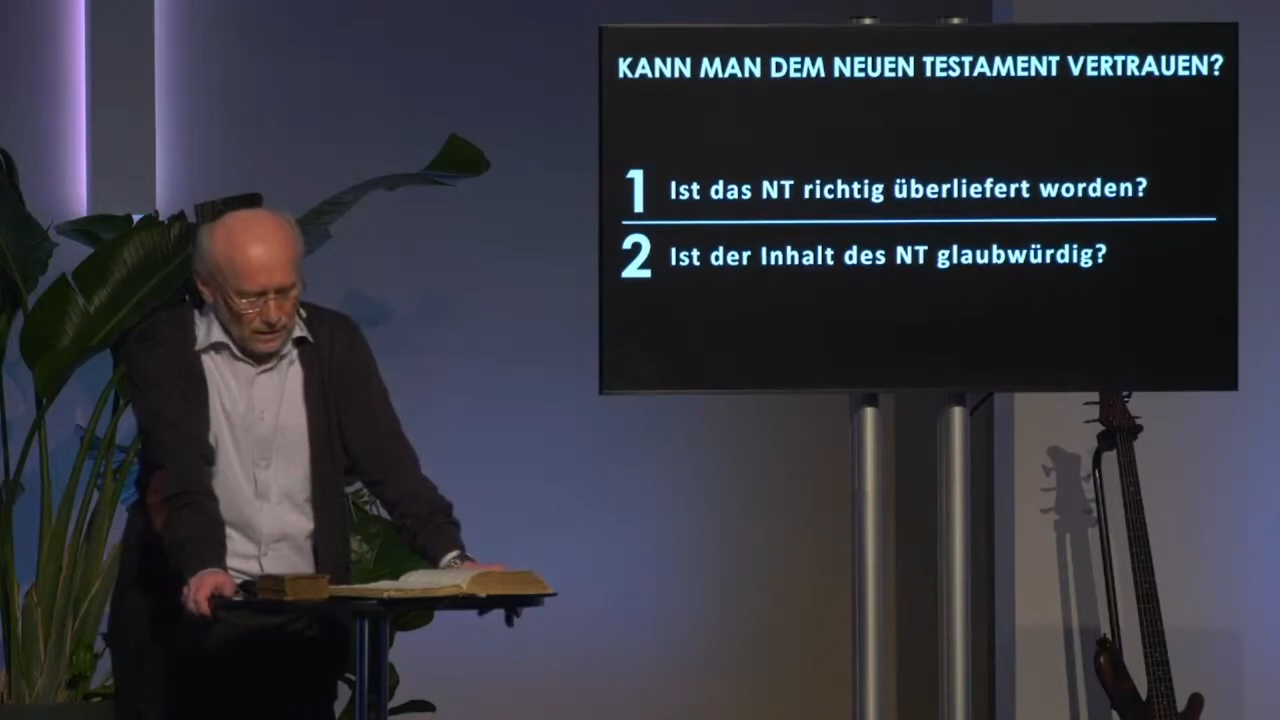 KANN MAN DEM NEUEN TESTAMENT VERTRAUEN?
1 Ist das NT richtig überliefert worden?
2 Ist der Inhalt des NT glaubwürdig?